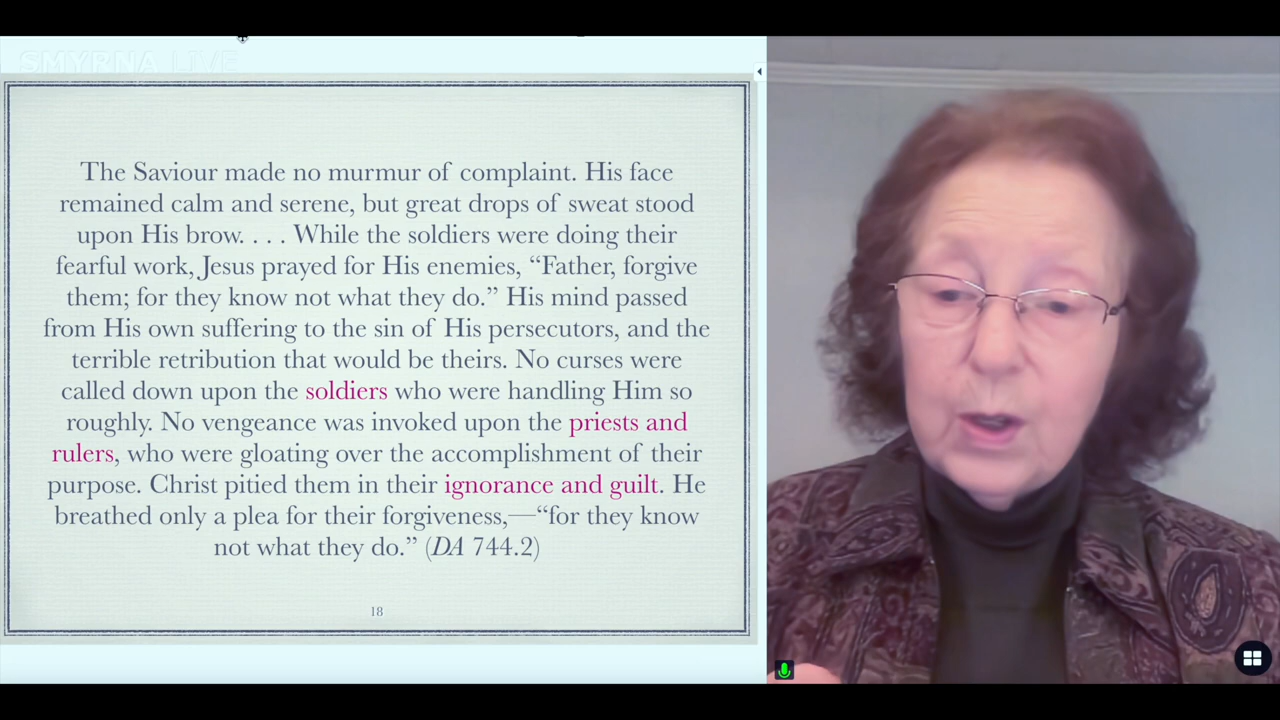 SMYRNA LIVE
The Saviour made no murmur of complaint. His face
remained calm and serene, but great drops of sweat stood
upon His brow. . . . While the soldiers were doing their
fearful work, Jesus prayed for His enemies, “Father, forgive
them; for they know not what they do.” His mind passed
from His own suffering to the sin of His persecutors, and the
terrible retribution that would be theirs. No curses were
called down upon the soldiers who were handling Him so
roughly. No vengeance was invoked upon the priests and
rulers, who were gloating over the accomplishment of their
purpose. Christ pitied them in their ignorance and guilt. He
breathed only a plea for their forgiveness,—“for they know
not what they do.” (DA 744.2)
18